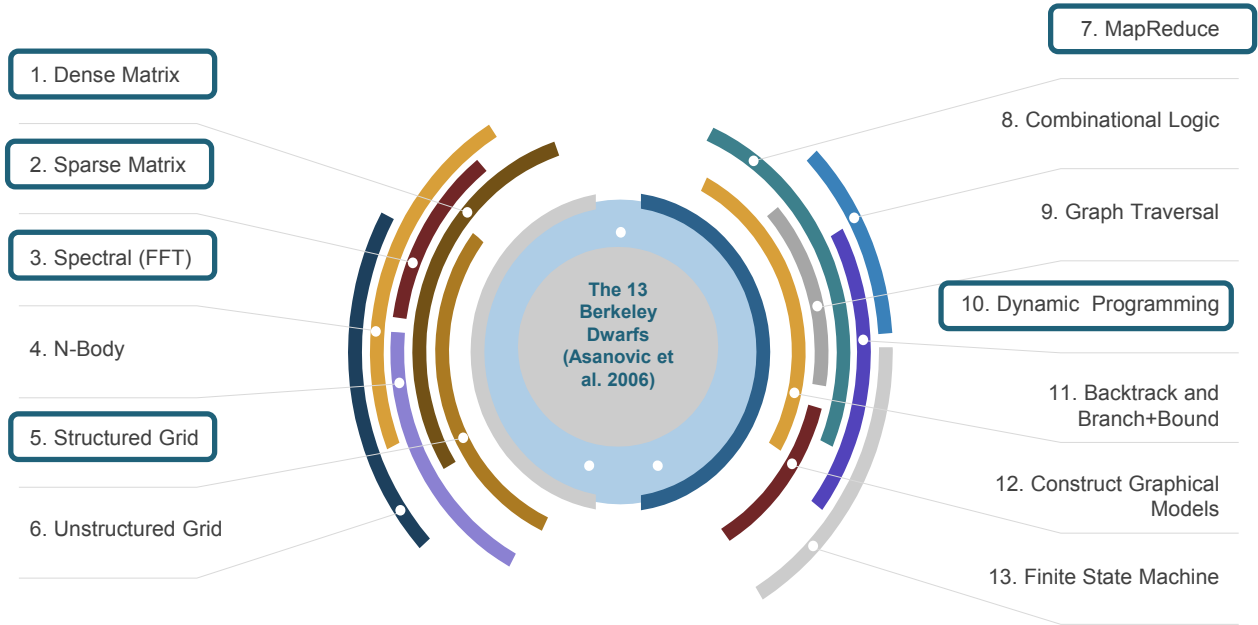 1. Dense Matrix
2. Sparse Matrix
3. Spectral (FFT)
4. N-Body
5. Structured Grid
6. Unstructured Grid
The 13
Berkeley
Dwarfs
(Asanovic et
al. 2006)
7. MapReduce
8. Combinational Logic
9. Graph Traversal
10. Dynamic Programming
11. Backtrack and
Branch+Bound
12. Construct Graphical
Models
13. Finite State Machine